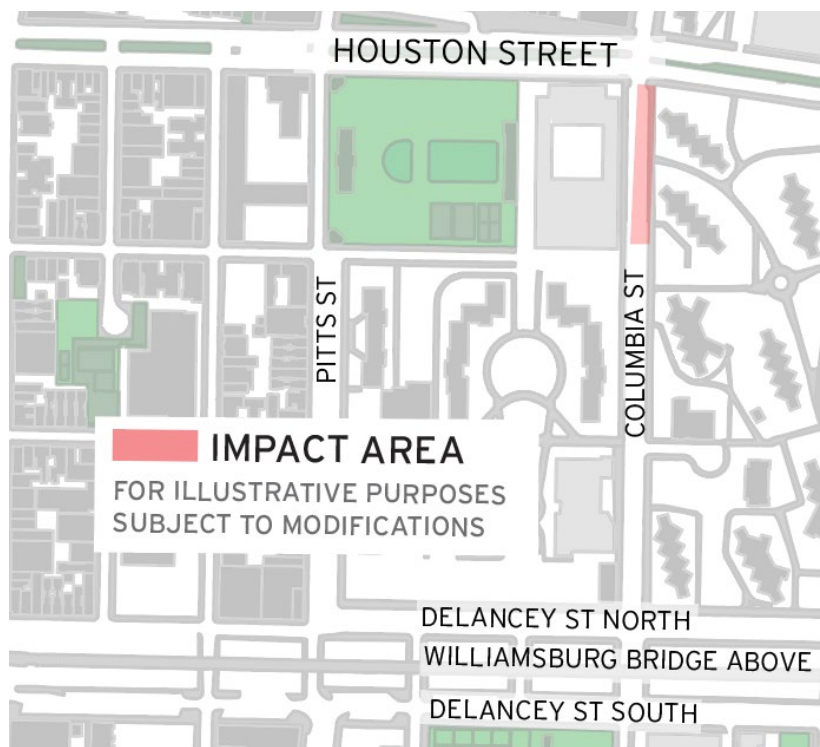 HOUSTON STREET
PITTS ST
COLUMBIA ST
IMPACT AREA
FOR ILLUSTRATIVE PURPOSES
SUBJECT TO MODIFICATIONS
DELANCEY ST NORTH
WILLIAMSBURG BRIDGE ABOVE
DELANCEY ST SOUTH